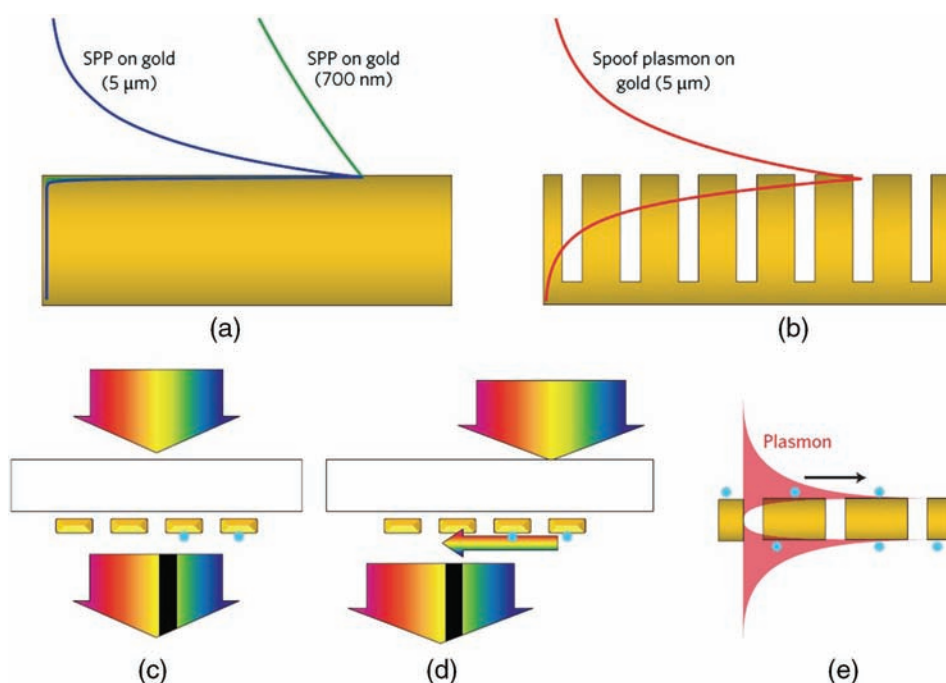 SPP on gold
(5 μm)
SPP on gold
(700 nm)
Spoof plasmon on
gold (5 μm)
(a)
(b)
Plasmon
(c)
(d)
(e)